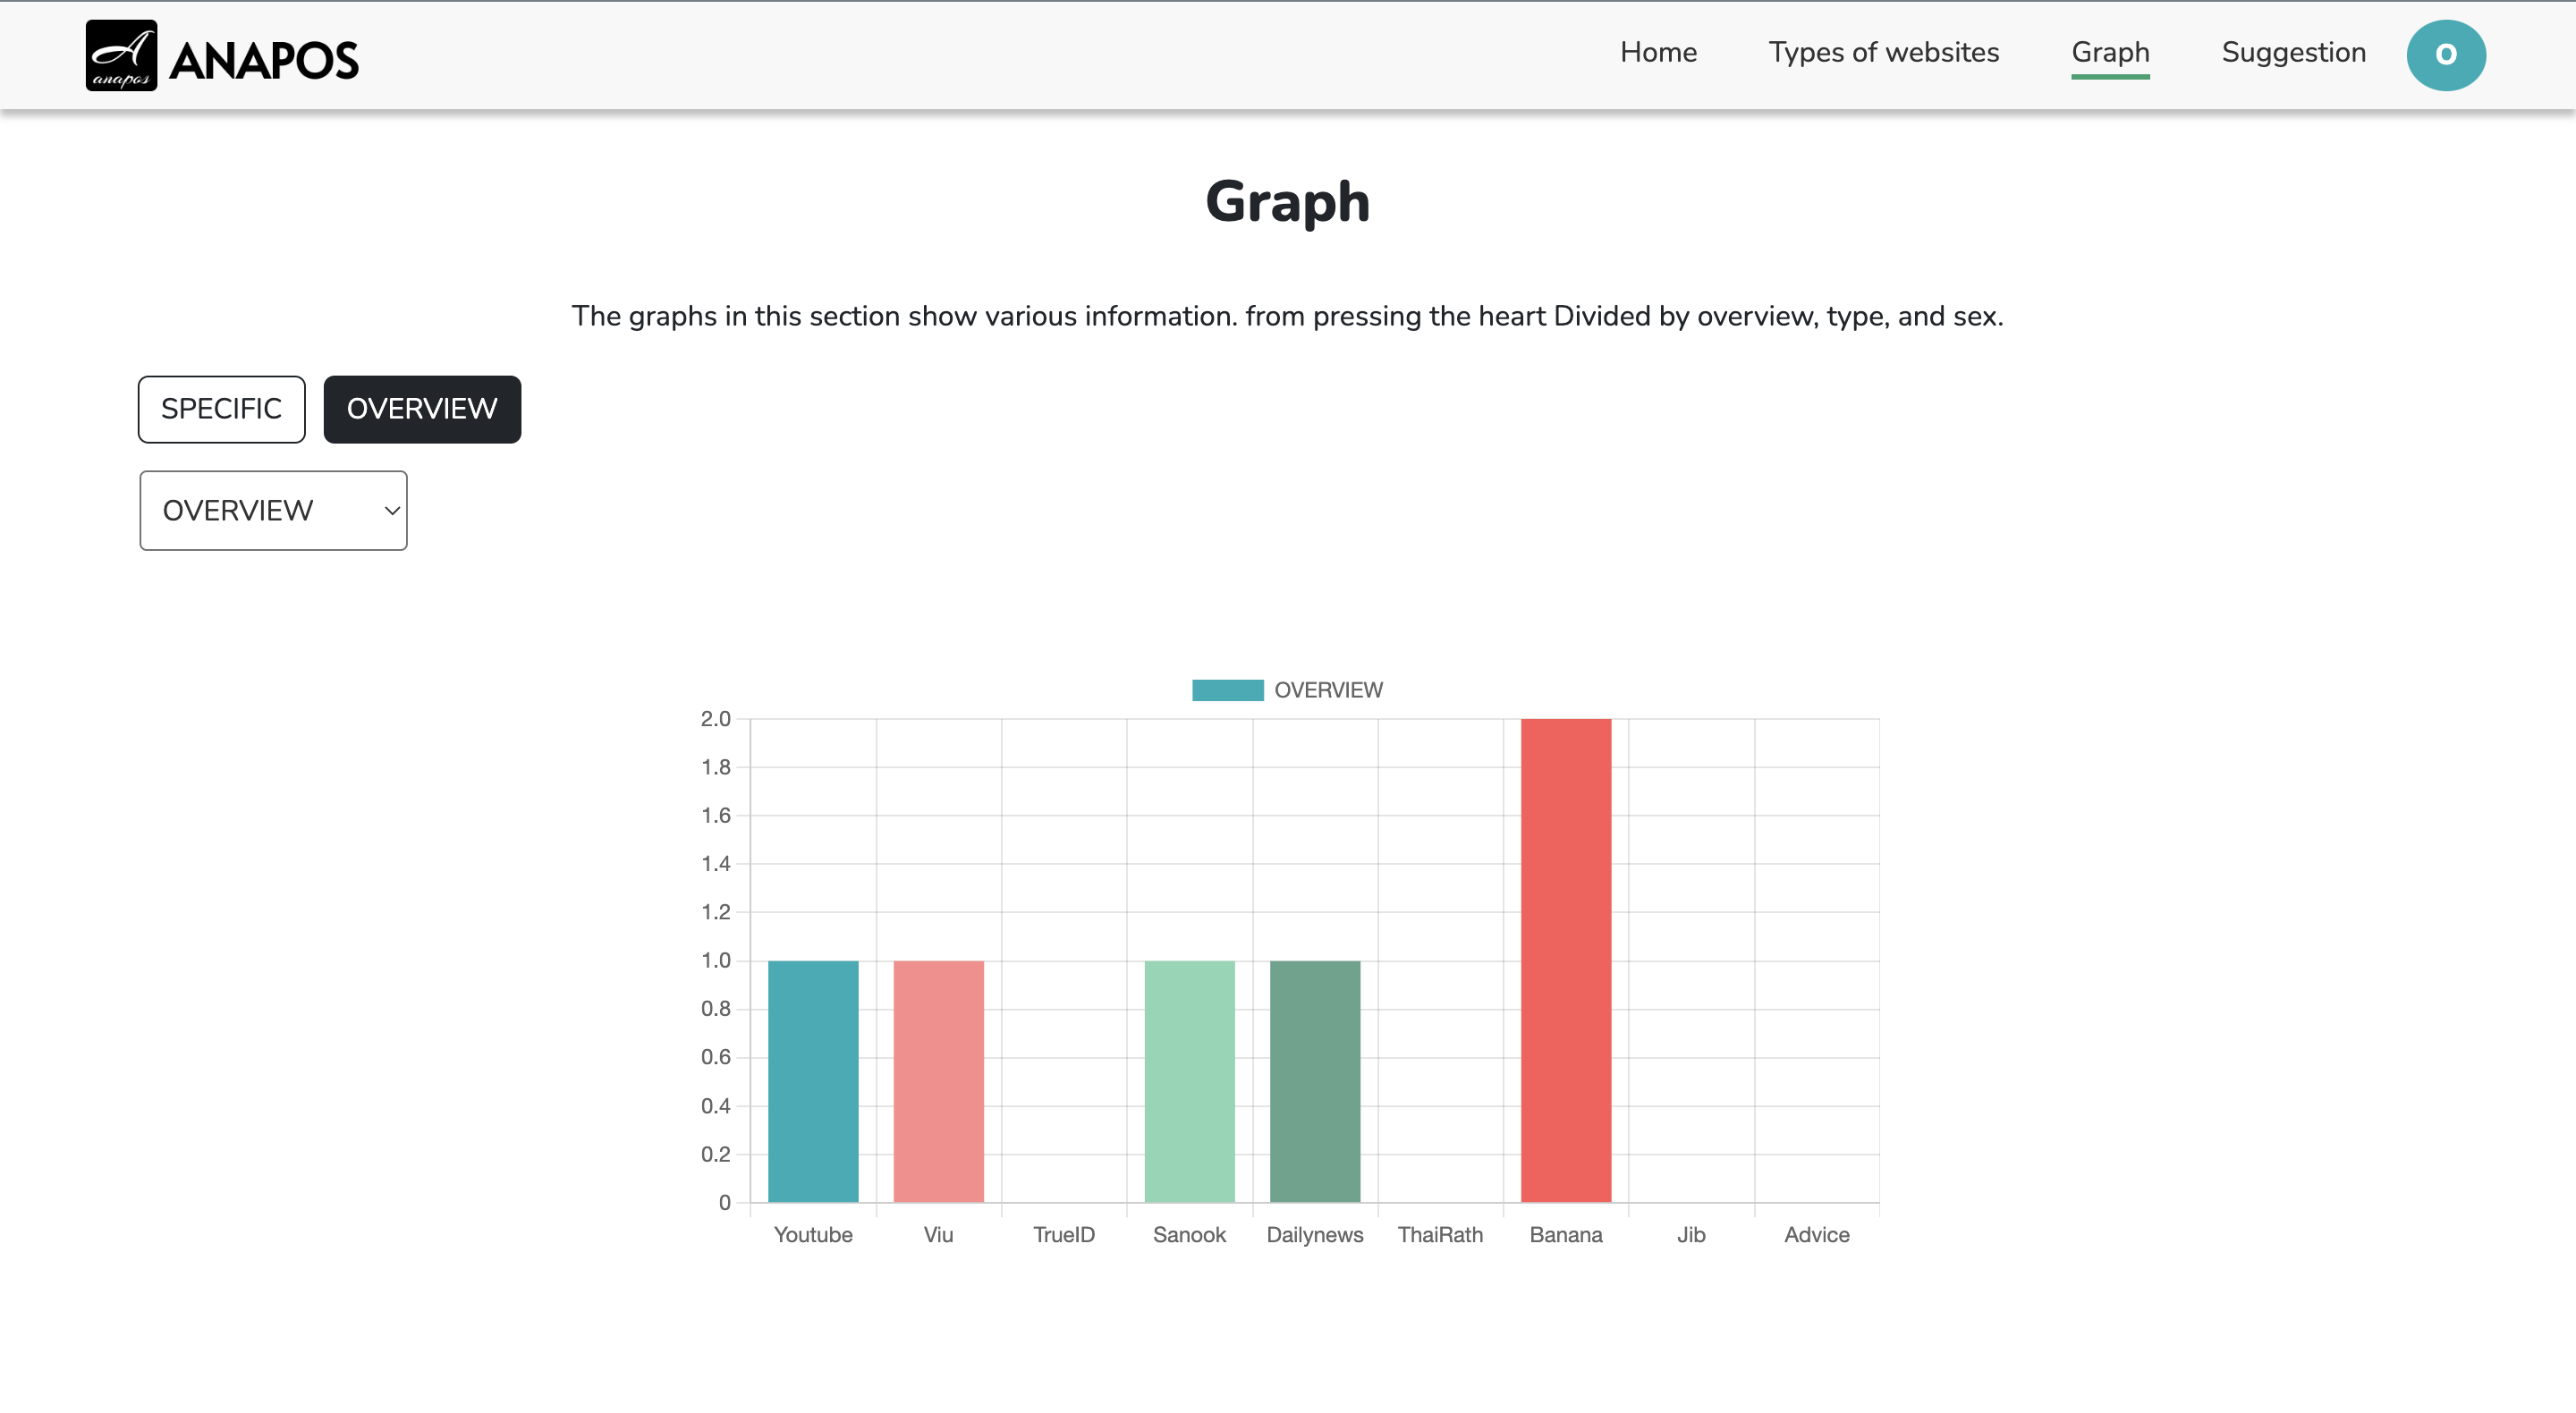 anapos
ANAPOS
Home
Types of websites
Graph
Suggestion
O
Graph
The graphs in this section show various information. from pressing the heart Divided by overview, type, and sex.
SPECIFIC
OVERVIEW
OVERVIEW
OVERVIEW
2.0
1.8
1.6
1.4
1.2
1.0
0.8
0.6
0.4
0.2
0
Youtube
Viu
TrueID
Sanook
Dailynews
ThaiRath
Banana
Jib
Advice